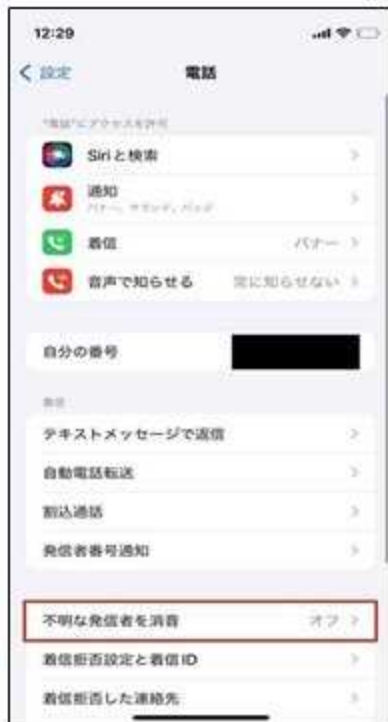 12:29
設定
電話
"電話"にアクセスを許可
Siriと検索
通知
バナー、サウンド、バッジ
着信
バナー
音声で知らせる
常に知らせない
自分の番号
着信
テキストメッセージで返信
自動電話転送
割込通話
発信者番号通知
不明な発信者を消音
オフ
着信拒否設定と着信ID
着信拒否した連絡先